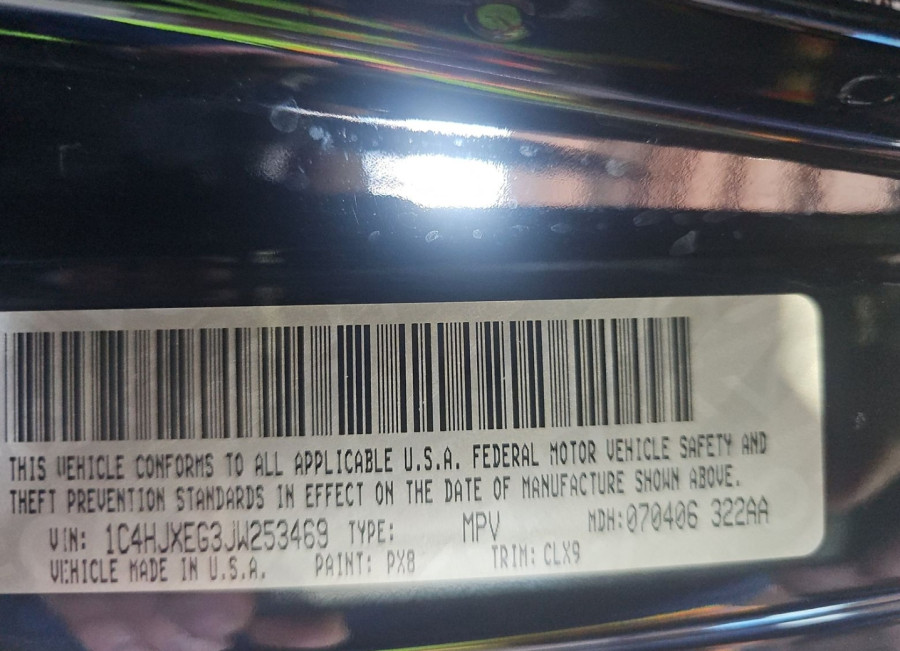 THIS VEHICLE CONFORMS TO ALL APPLICABLE U.S.A. FEDERAL MOTOR VEHICLE SAFETY AND
THEFT PREVENTION STANDARDS IN EFFECT ON THE DATE OF MANUFACTURE SHOWN ABOVE.
VIN: 1C4HJXEG3JW253469 TYPE: MPV MDH:070406 322AA
VEHICLE MADE IN U.S.A. PAINT: PX8 TRIM: CLX9